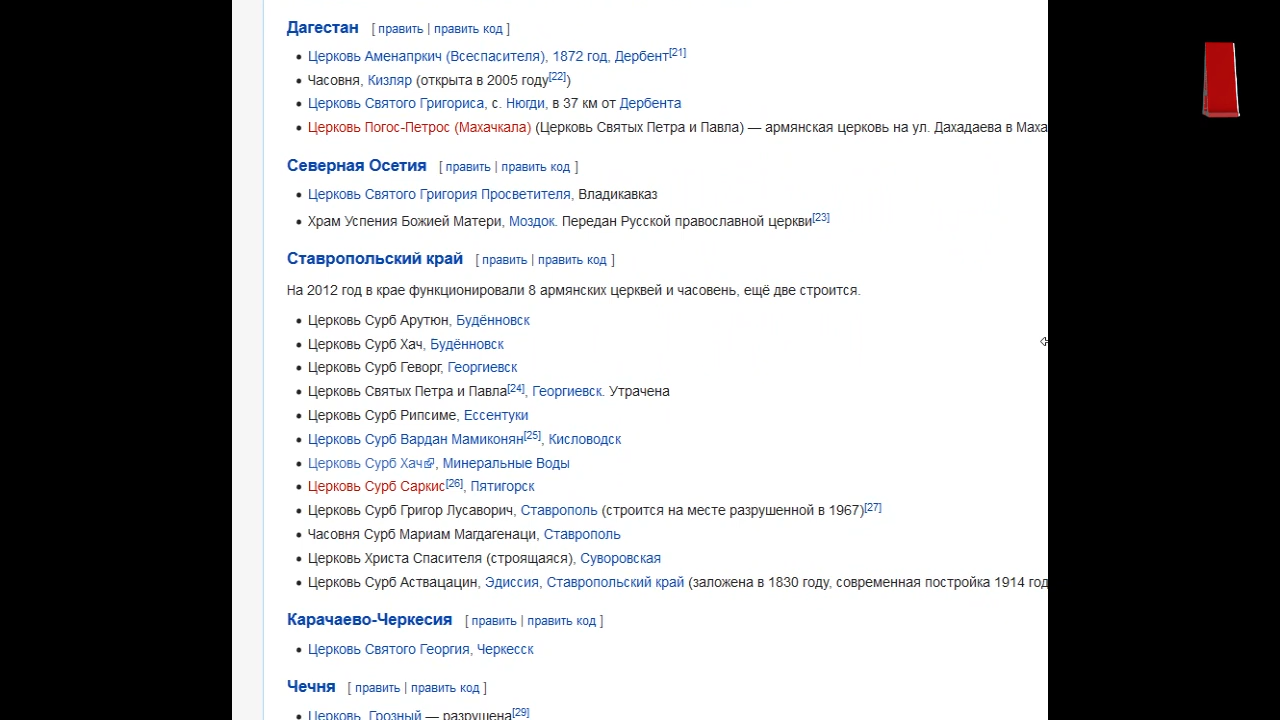 Дагестан [ править | править код ]
Церковь Аменапркич (Всеспасителя), 1872 год, Дербент[21]
Часовня, Кизляр (открыта в 2005 году[22])
Церковь Святого Григориса, с. Нюгди, в 37 км от Дербента
Церковь Погос-Петрос (Махачкала) (Церковь Святых Петра и Павла) — армянская церковь на ул. Дахадаева в Маха
Северная Осетия [ править | править код ]
Церковь Святого Григория Просветителя, Владикавказ
Храм Успения Божией Матери, Моздок. Передан Русской православной церкви[23]
Ставропольский край [ править | править код ]
На 2012 год в крае функционировали 8 армянских церквей и часовень, ещё две строится.
Церковь Сурб Арутюн, Будённовск
Церковь Сурб Хач, Будённовск
Церковь Сурб Геворг, Георгиевск
Церковь Святых Петра и Павла[24], Георгиевск. Утрачена
Церковь Сурб Рипсиме, Ессентуки
Церковь Сурб Вардан Мамиконян[25], Кисловодск
Церковь Сурб Хач, Минеральные Воды
Церковь Сурб Саркис[26], Пятигорск
Церковь Сурб Григор Лусаворич, Ставрополь (строится на месте разрушенной в 1967)[27]
Часовня Сурб Мариам Магдагенаци, Ставрополь
Церковь Христа Спасителя (строящаяся), Суворовская
Церковь Сурб Аствацацин, Эдиссия, Ставропольский край (заложена в 1830 году, современная постройка 1914 год
Карачаево-Черкесия [ править | править код ]
Церковь Святого Георгия, Черкесск
Чечня [ править | править код ]
Церковь, Грозный — разрушена[29]